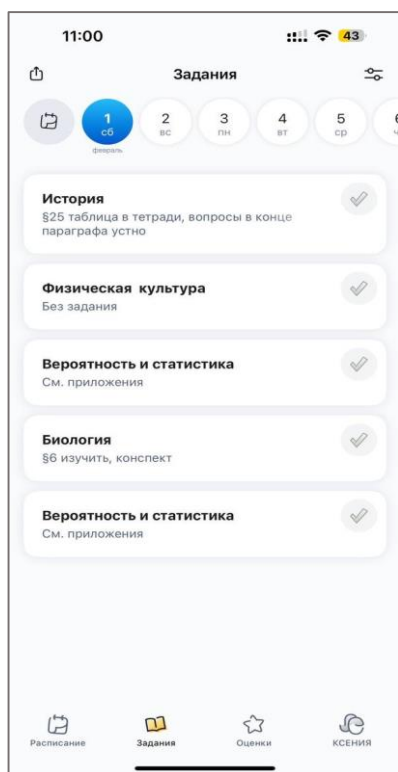 11:00
43
Задания
1 2 3 4 5
сб вс пн вт ср
февраль
История
§25 таблица в тетради, вопросы в конце
параграфа устно
Физическая культура
Без задания
Вероятность и статистика
См. приложения
Биология
§6 изучить, конспект
Вероятность и статистика
См. приложения
Расписание Задания Оценки КСЕНИЯ